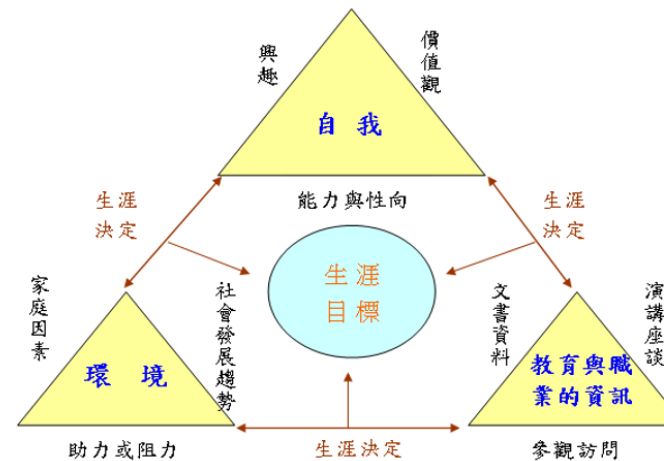 興趣
價值觀
自 我
能力與性向
生涯
決定
生涯
決定
生涯
目標
家庭因素
社會發展趨勢
環 境
助力或阻力
文書資料
演講座談
教育與職
業的資訊
參觀訪問
生涯決定